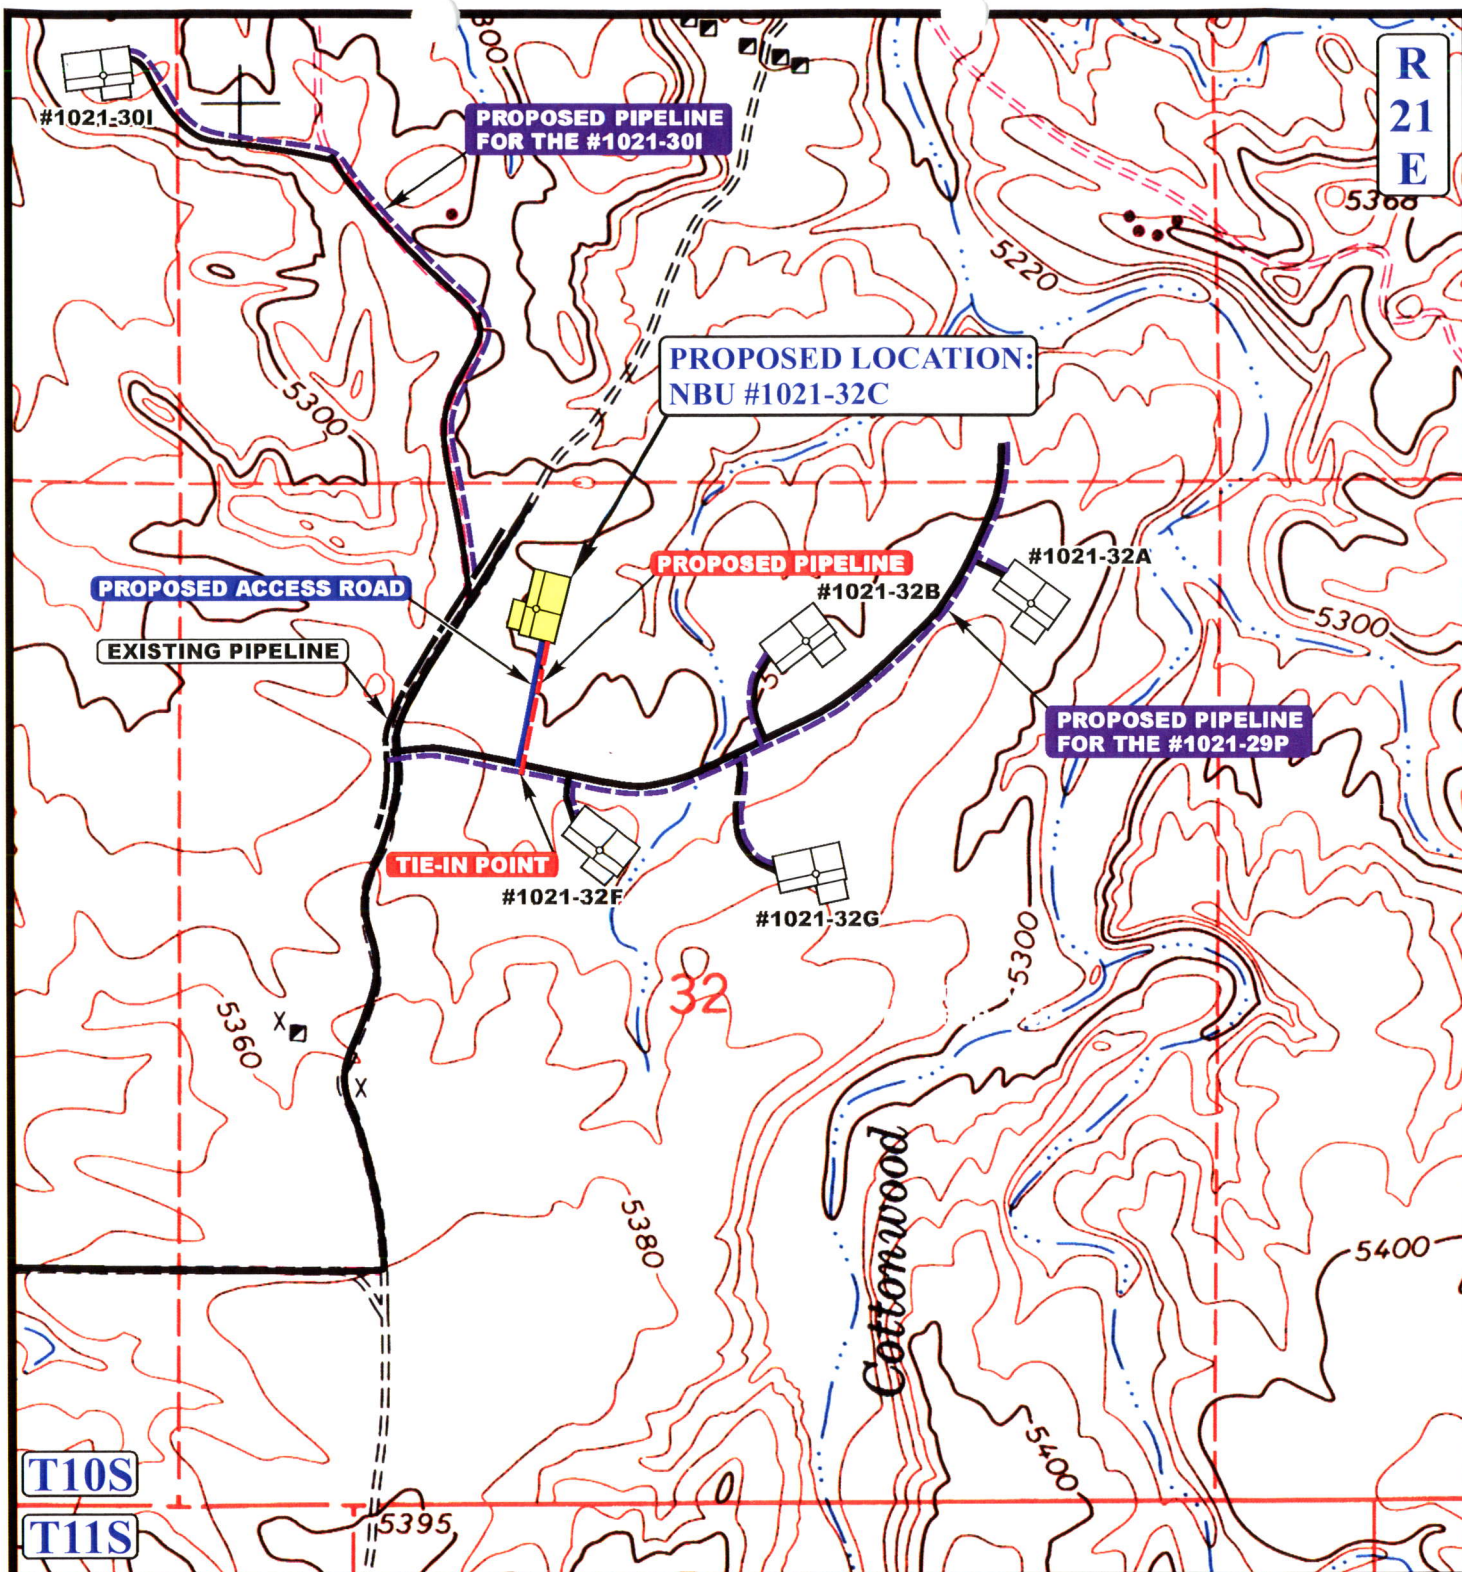 R
21
E
#1021-30I
PROPOSED PIPELINE
FOR THE #1021-30I
5368
5220
PROPOSED LOCATION:
NBU #1021-32C
5300
#1021-32A
PROPOSED PIPELINE
#1021-32B
PROPOSED ACCESS ROAD
5300
EXISTING PIPELINE
PROPOSED PIPELINE
FOR THE #1021-29P
TIE-IN POINT
#1021-32F
#1021-32G
5300
32
5360
X
X
Cottonwood
5380
5400
5400
T10S
T11S
5395